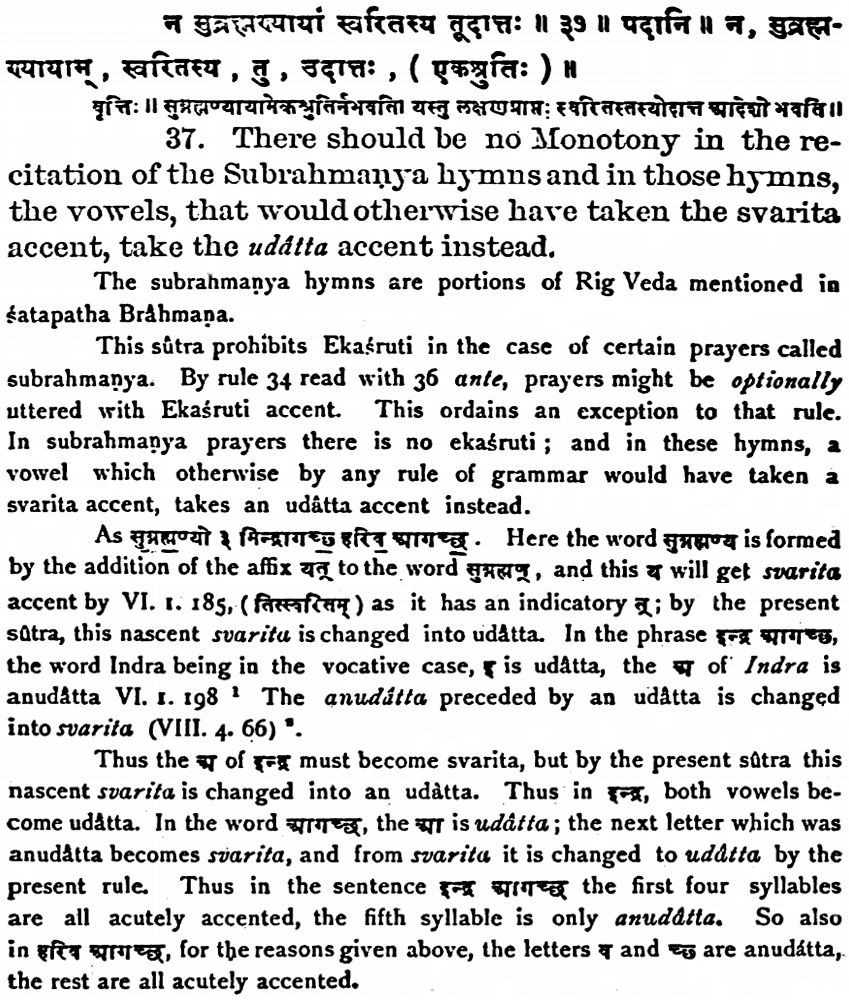 न सुब्रह्मण्यायां स्वरितस्य तूदात्तः ॥ ३७ ॥ पदानि ॥ न, सुब्रह्म-
ण्यायाम् , स्वरितस्य , तु , उदात्तः , ( एकश्रुतिः ) ॥
वृत्तिः ॥ सुब्रह्मण्यायामेकश्रुतिर्नभवति। यस्तु लक्षणप्राप्तः स्वरितस्तस्योदात्त आदेशो भवति॥
37. There should be no Monotony in the re-
citation of the Subrahmaṇya hymns and in those hymns,
the vowels, that would otherwise have taken the svarita
accent, take the udâtta accent instead.
The subrahmaṇya hymns are portions of Rig Veda mentioned in
śatapatha Brâhmaṇa.
This sûtra prohibits Ekaśruti in the case of certain prayers called
subrahmaṇya. By rule 34 read with 36 ante, prayers might be optionally
uttered with Ekaśruti accent. This ordains an exception to that rule.
In subrahmaṇya prayers there is no ekaśruti ; and in these hymns, a
vowel which otherwise by any rule of grammar would have taken a
svarita accent, takes an udâtta accent instead.
As सु॒ब्रह्म॒ण्यो ३ मिन्द्रागच्छ॒ हरिव॒ आगच्छ॒ . Here the word सुब्रह्मण्य is formed
by the addition of the affix यत् to the word सुब्रह्मण् , and this य will get svarita
accent by VI. 1. 185, ( तित्स्वरितम् ) as it has an indicatory त् ; by the present
sûtra, this nascent svarita is changed into udâtta. In the phrase इन्द्र आगच्छ,
the word Indra being in the vocative case, इ is udâtta, the अ of Indra is
anudâtta VI. 1. 198 ¹ The anudátta preceded by an udâtta is changed
into svarita (VIII. 4. 66) ².
Thus the अ of इन्द्र must become svarita, but by the present sûtra this
nascent svarita is changed into an udàtta. Thus in इन्द्र, both vowels be-
come udâtta. In the word आगच्छ, the आ is udâtta ; the next letter which was
anudâtta becomes svarita, and from svarita it is changed to udâtta by the
present rule. Thus in the sentence इन्द्र आगच्छ the first four syllables
are all acutely accented, the fifth syllable is only anudâtta. So also
in हरिव आगच्छ, for the reasons given above, the letters व and च्छ are anudátta,
the rest are all acutely accented.